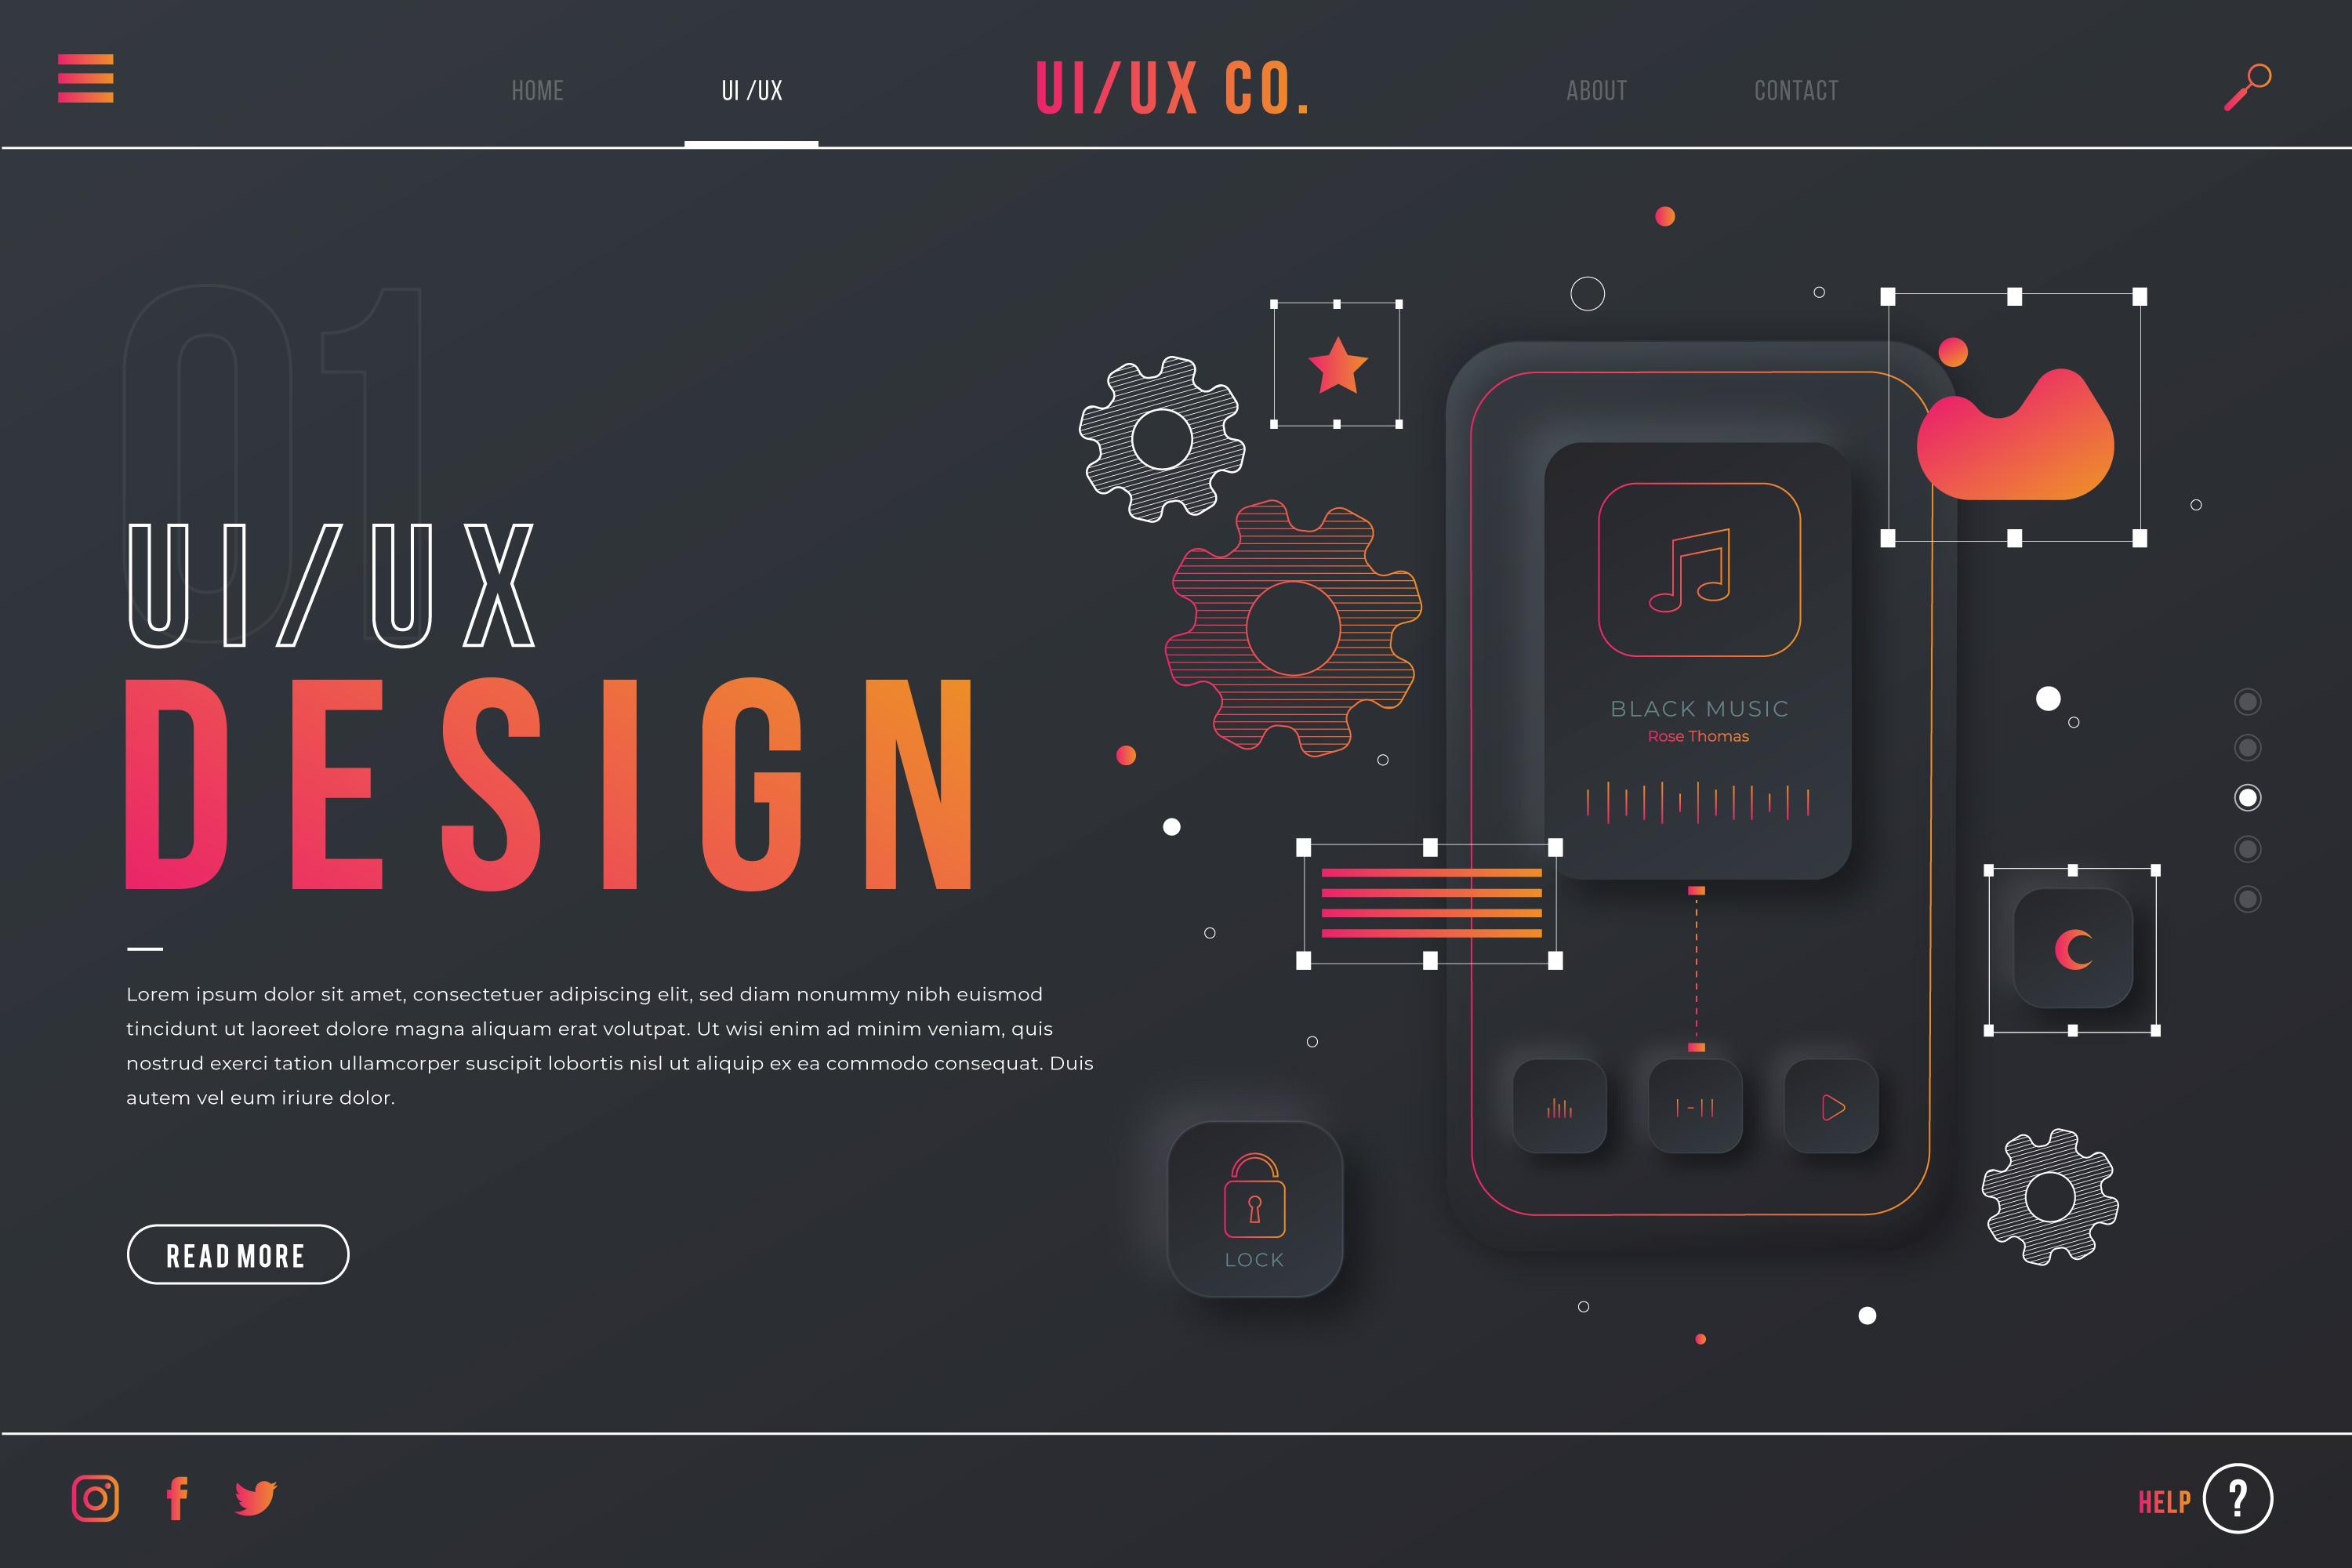 HOME
UI /UX
UI/UX CO.
ABOUT
CONTACT
01
UI/UX
DESIGN
Lorem ipsum dolor sit amet, consectetuer adipiscing elit, sed diam nonummy nibh euismod
tincidunt ut laoreet dolore magna aliquam erat volutpat. Ut wisi enim ad minim veniam, quis
nostrud exerci tation ullamcorper suscipit lobortis nisl ut aliquip ex ea commodo consequat. Duis
autem vel eum iriure dolor.
READ MORE
BLACK MUSIC
Rose Thomas
LOCK
HELP
?